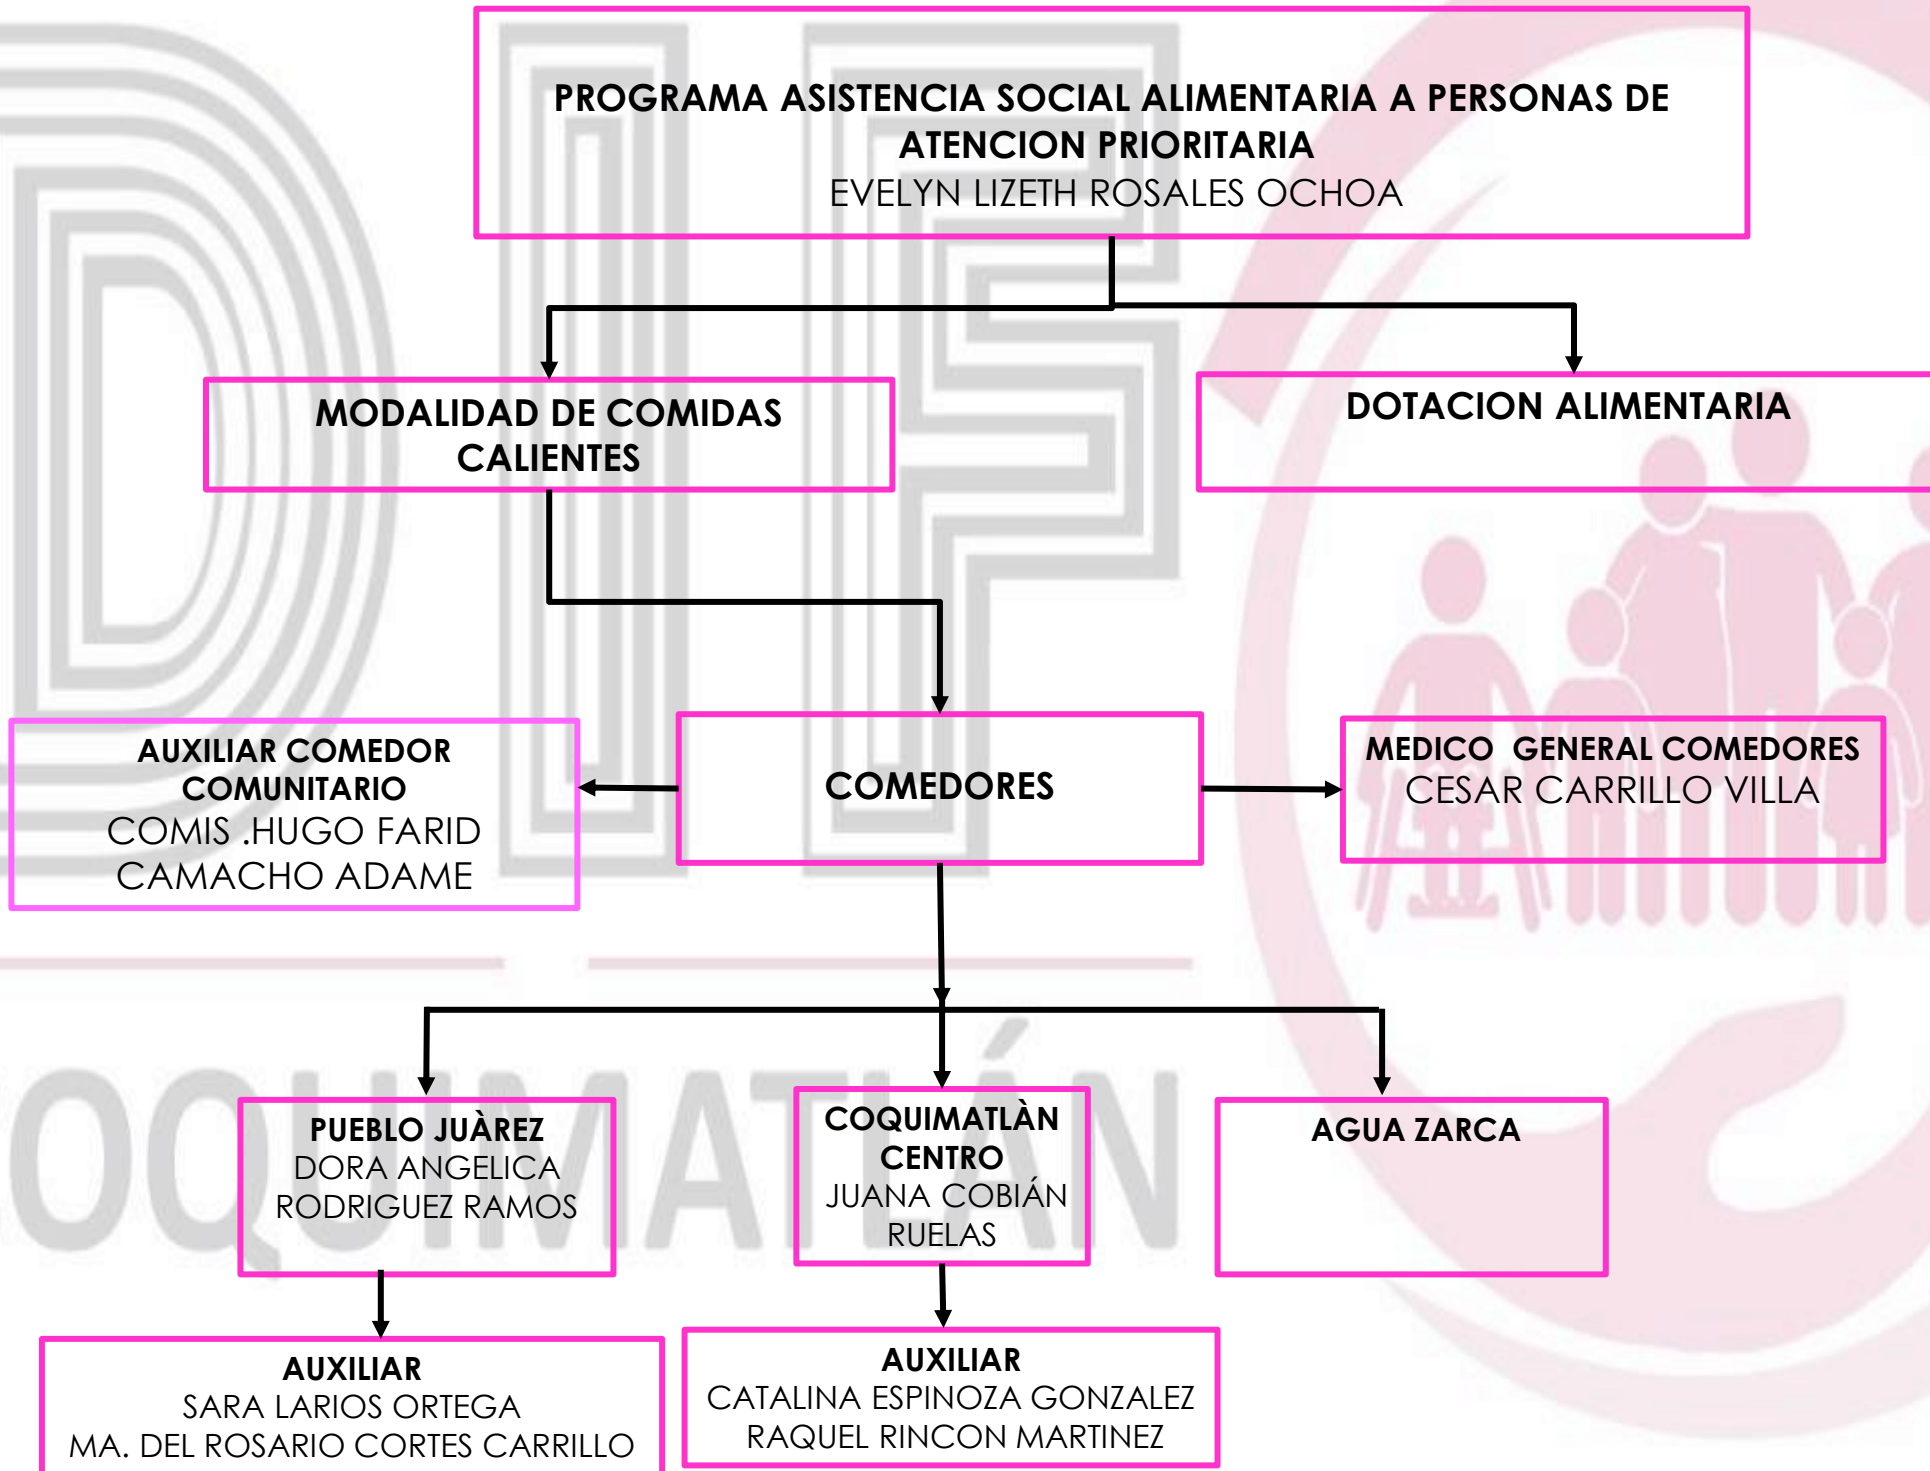 PROGRAMA ASISTENCIA SOCIAL ALIMENTARIA A PERSONAS DE
ATENCION PRIORITARIA
EVELYN LIZETH ROSALES OCHOA
MODALIDAD DE COMIDAS
CALIENTES
DOTACION ALIMENTARIA
AUXILIAR COMEDOR
COMUNITARIO
COMIS .HUGO FARID
CAMACHO ADAME
COMEDORES
MEDICO GENERAL COMEDORES
CESAR CARRILLO VILLA
PUEBLO JUÀREZ
DORA ANGELICA
RODRIGUEZ RAMOS
COQUIMATLÀN
CENTRO
JUANA COBIÁN
RUELAS
AGUA ZARCA
AUXILIAR
SARA LARIOS ORTEGA
MA. DEL ROSARIO CORTES CARRILLO
AUXILIAR
CATALINA ESPINOZA GONZALEZ
RAQUEL RINCON MARTINEZ
DIF
OQUIMATLÁN